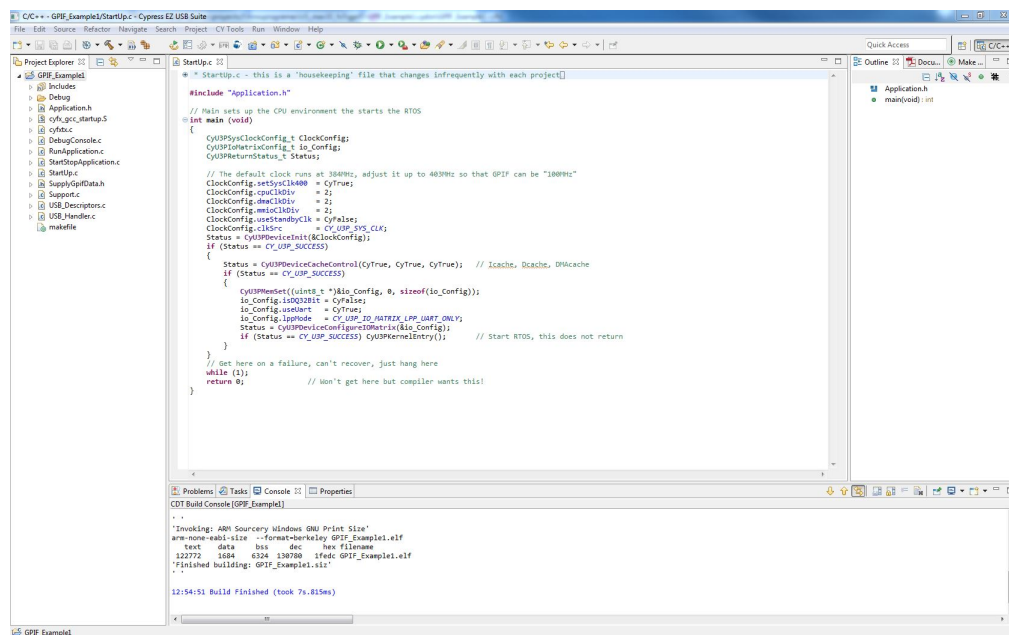 C/C++ - GPIF_Example1/StartUp.c - Cypress EZ USB Suite
File Edit Source Refactor Navigate Search Project CYTools Run Window Help
Quick Access
C/C++
Project Explorer
GPIF_Example1
Includes
Debug
Application.h
cyfx_gcc_startup.S
cyfxtx.c
DebugConsole.c
RunApplication.c
StartStopApplication.c
StartUp.c
SupplyGpifData.h
Support.c
USB_Descriptors.c
USB_Handler.c
makefile
StartUp.c
* StartUp.c - this is a 'housekeeping' file that changes infrequently with each project
#include "Application.h"
// Main sets up the CPU environment the starts the RTOS
int main (void)
{
CyU3PSysClockConfig_t ClockConfig;
CyU3PIoMatrixConfig_t io_Config;
CyU3PReturnStatus_t Status;
// The default clock runs at 384MHz, adjust it up to 403MHz so that GPIF can be "100MHz"
ClockConfig.setSysClk400 = CyTrue;
ClockConfig.cpuClkDiv = 2;
ClockConfig.dmaClkDiv = 2;
ClockConfig.mmioClkDiv = 2;
ClockConfig.useStandbyClk = CyFalse;
ClockConfig.clkSrc = CY_U3P_SYS_CLK;
Status = CyU3PDeviceInit(&ClockConfig);
if (Status == CY_U3P_SUCCESS)
{
Status = CyU3PDeviceCacheControl(CyTrue, CyTrue, CyTrue); // Icache, Dcache, DMAcache
if (Status == CY_U3P_SUCCESS)
{
CyU3PMemSet((uint8_t *)&io_Config, 0, sizeof(io_Config));
io_Config.isDQ32Bit = CyFalse;
io_Config.useUart = CyTrue;
io_Config.lppMode = CY_U3P_IO_MATRIX_LPP_UART_ONLY;
Status = CyU3PDeviceConfigureIOMatrix(&io_Config);
if (Status == CY_U3P_SUCCESS) CyU3PKernelEntry(); // Start RTOS, this does not return
}
}
// Get here on a failure, can't recover, just hang here
while (1);
return 0; // Won't get here but compiler wants this!
}
Outline Docu... Make ...
Application.h
main(void) : int
Problems Tasks Console Properties
CDT Build Console [GPIF_Example1]
' '
'Invoking: ARM Sourcery Windows GNU Print Size'
arm-none-eabi-size --format=berkeley GPIF_Example1.elf
text data bss dec hex filename
122772 1684 6324 130780 1fedc GPIF_Example1.elf
'Finished building: GPIF_Example1.siz'
' '
12:54:51 Build Finished (took 7s.815ms)
GPIF_Example1